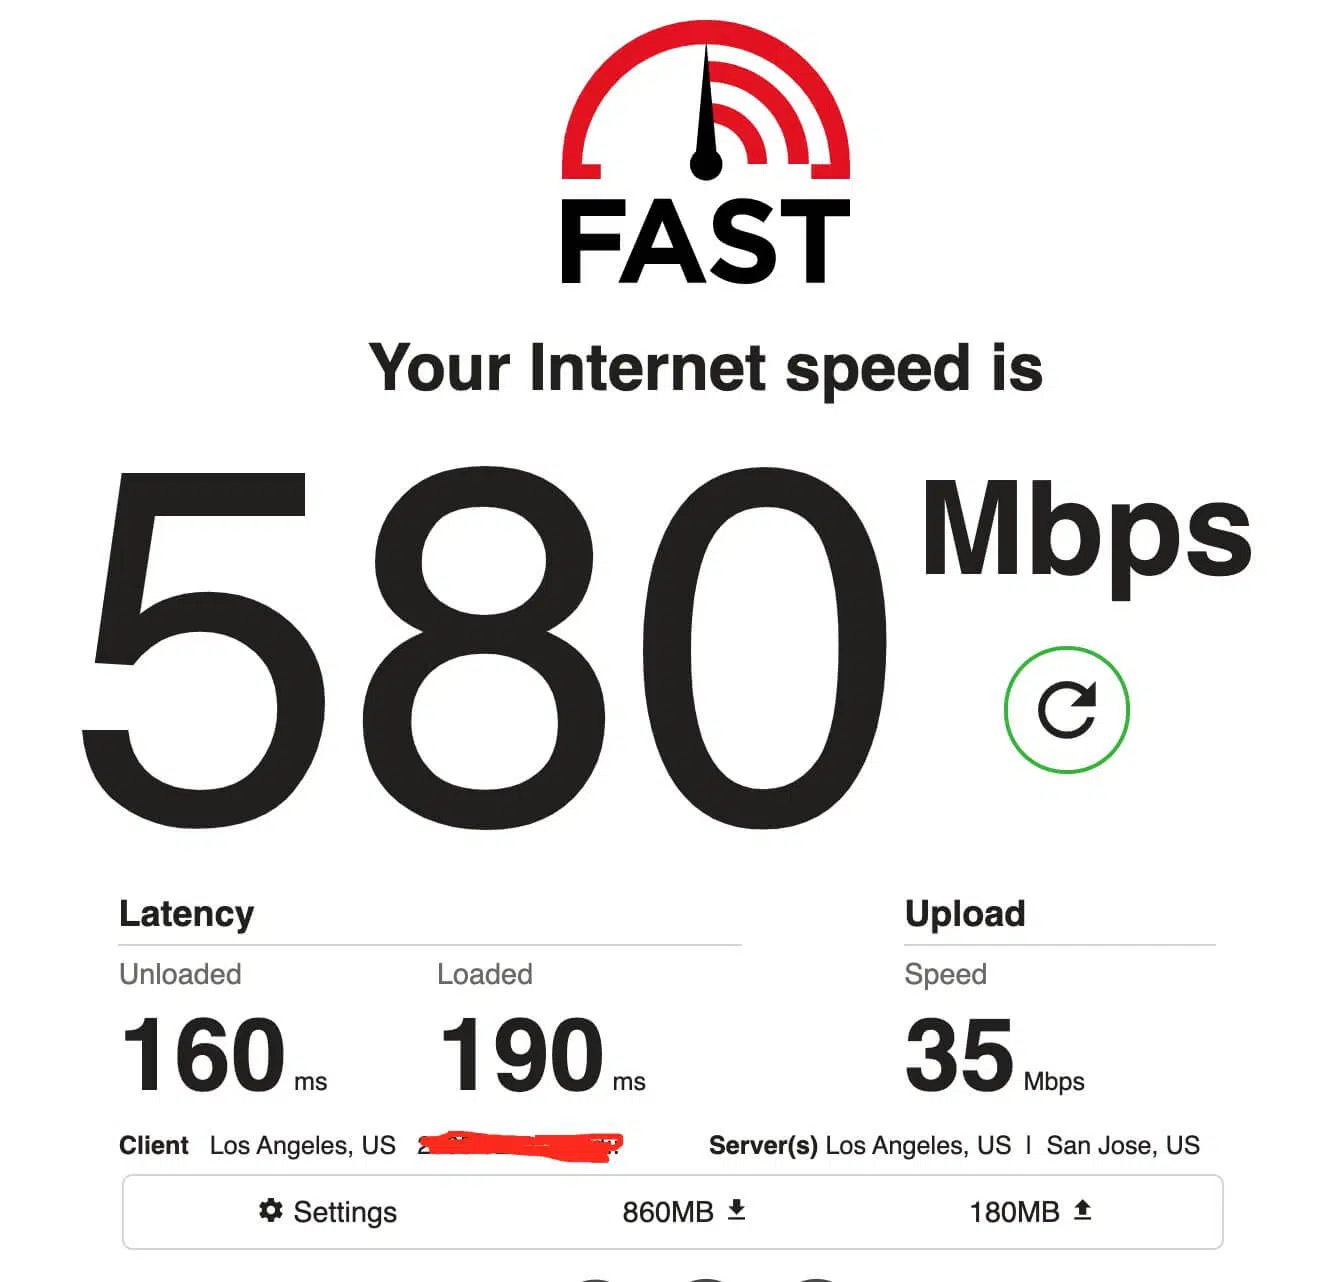 FAST
Your Internet speed is
580 Mbps
Latency
Upload
Unloaded Loaded
Speed
160 ms 190 ms
35 Mbps
Client Los Angeles, US
Server(s) Los Angeles, US | San Jose, US
Settings 860MB 180MB